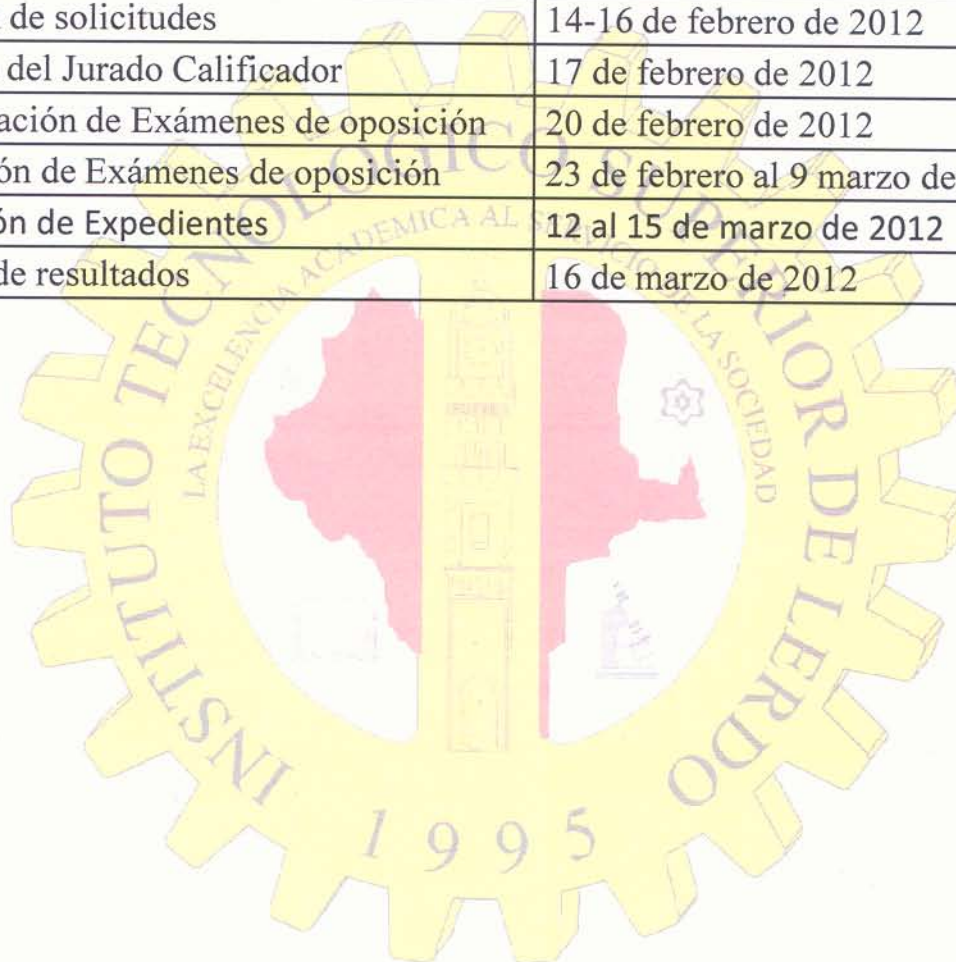 de solicitudes 14-16 de febrero de 2012
del Jurado Calificador 17 de febrero de 2012
ación de Exámenes de oposición 20 de febrero de 2012
ón de Exámenes de oposición 23 de febrero al 9 marzo de
ón de Expedientes 12 al 15 de marzo de 2012
de resultados 16 de marzo de 2012
INSTITUTO TECNOLOGICO SUPERIOR DE LERDO
LA EXCELENCIA ACADEMICA AL SERVICIO DE LA SOCIEDAD
1995